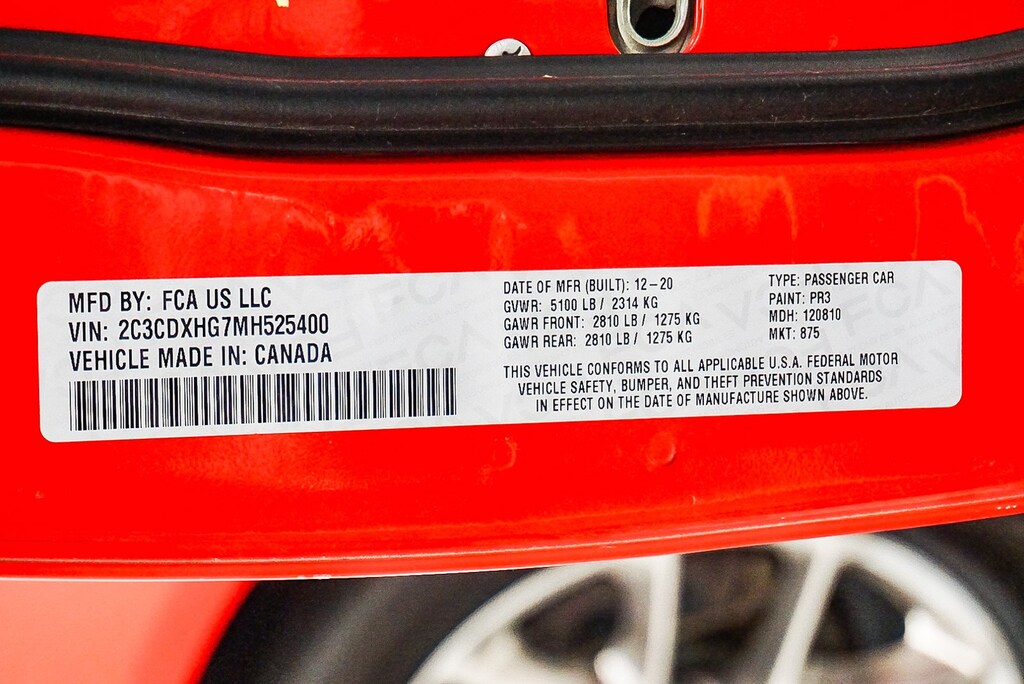 MFD BY: FCA US LLC
VIN: 2C3CDXHG7MH525400
VEHICLE MADE IN: CANADA
DATE OF MFR (BUILT): 12-20
GVWR: 5100 LB / 2314 KG
GAWR FRONT: 2810 LB / 1275 KG
GAWR REAR: 2810 LB / 1275 KG
TYPE: PASSENGER CAR
PAINT: PR3
MDH: 120810
MKT: 875
THIS VEHICLE CONFORMS TO ALL APPLICABLE U.S.A. FEDERAL MOTOR
VEHICLE SAFETY, BUMPER, AND THEFT PREVENTION STANDARDS
IN EFFECT ON THE DATE OF MANUFACTURE SHOWN ABOVE.